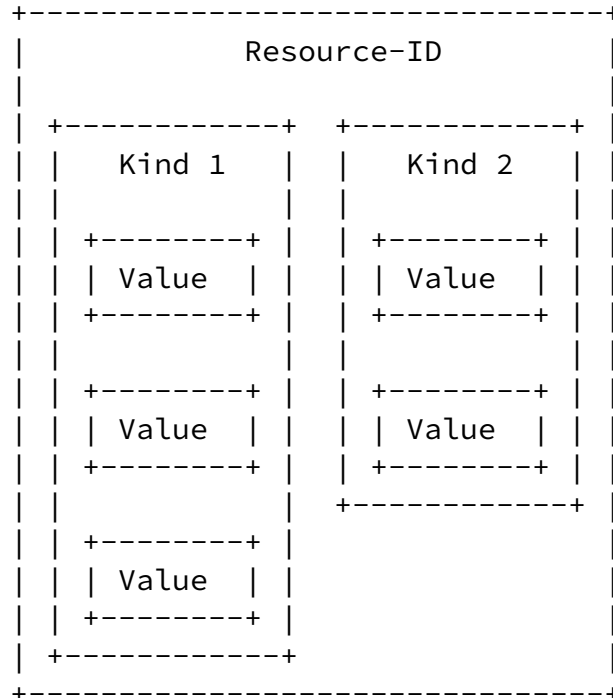 Resource-ID
Kind 1 Kind 2
Value Value
Value Value
Value